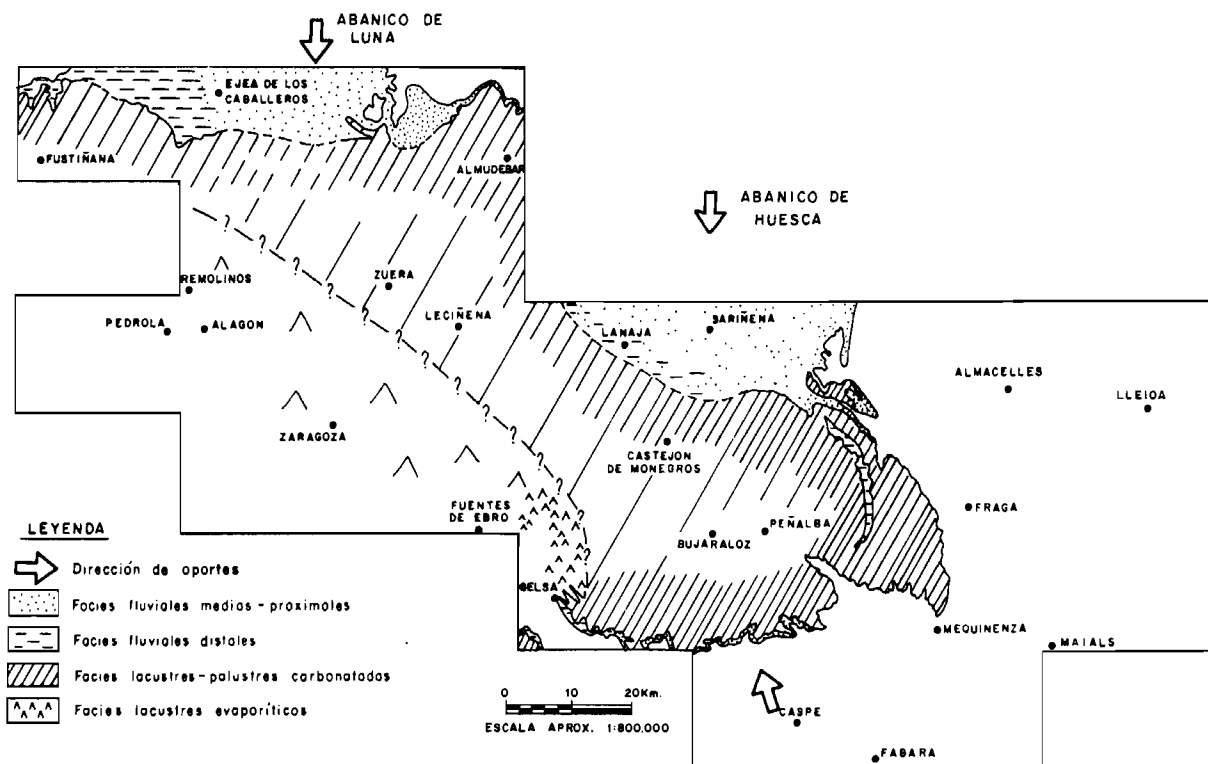 ABANICO DE
LUNA
EJEA DE LOS
CABALLEROS
FUSTIÑANA
ALMUDEBAR
ABANICO DE
HUESCA
REMOLINOS
ZUERA
PEDROLA
ALAGON
LECIÑENA
LANAJA
SARIÑENA
ALMACELLES
LLEIDA
ZARAGOZA
CASTEJON
DE MONEGROS
FUENTES
DE EBRO
BUJARALOZ
PEÑALBA
FRAGA
GELSA
MEQUINENZA
MAIALS
CASPE
FABARA
LEYENDA
Dirección de aportes
Facies fluviales medias-proximales
Facies fluviales distales
Facies lacustres-palustres carbonatadas
Facies lacustres evaporíticas
0 10 20Km.
ESCALA APROX. 1:800.000
? ? ? ? ? ? ? ? ? ? ? ?